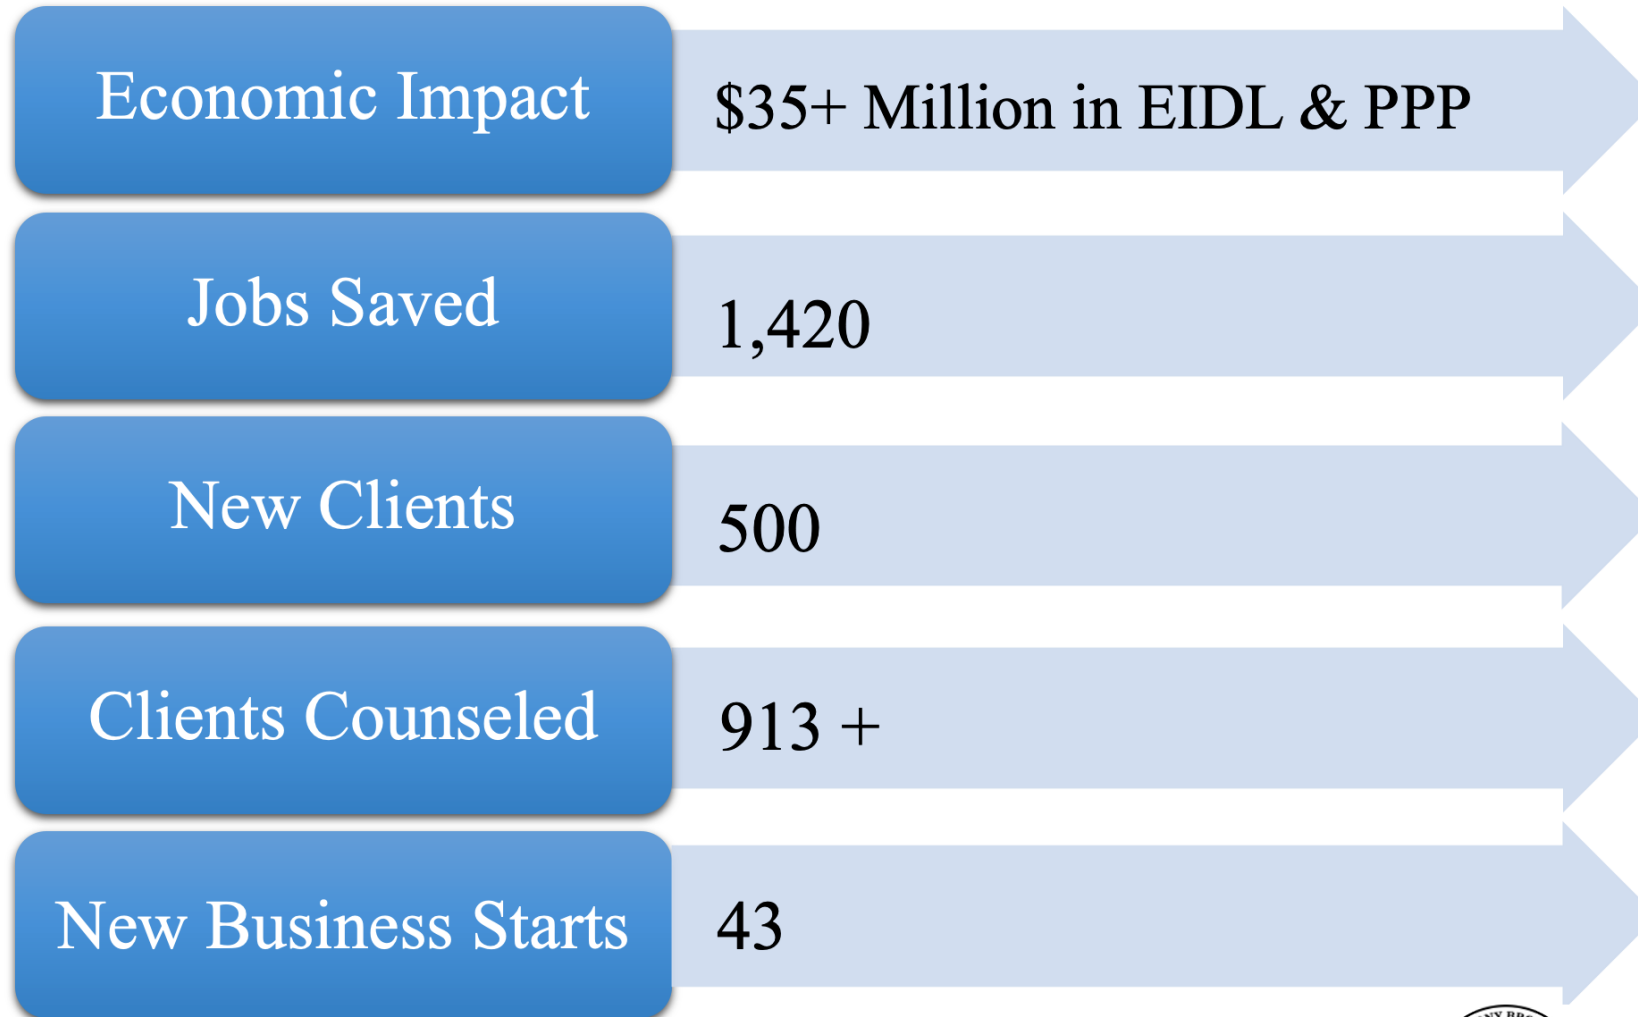 Economic Impact
$35+ Million in EIDL & PPP
Jobs Saved
1,420
New Clients
500
Clients Counseled
913 +
New Business Starts
43